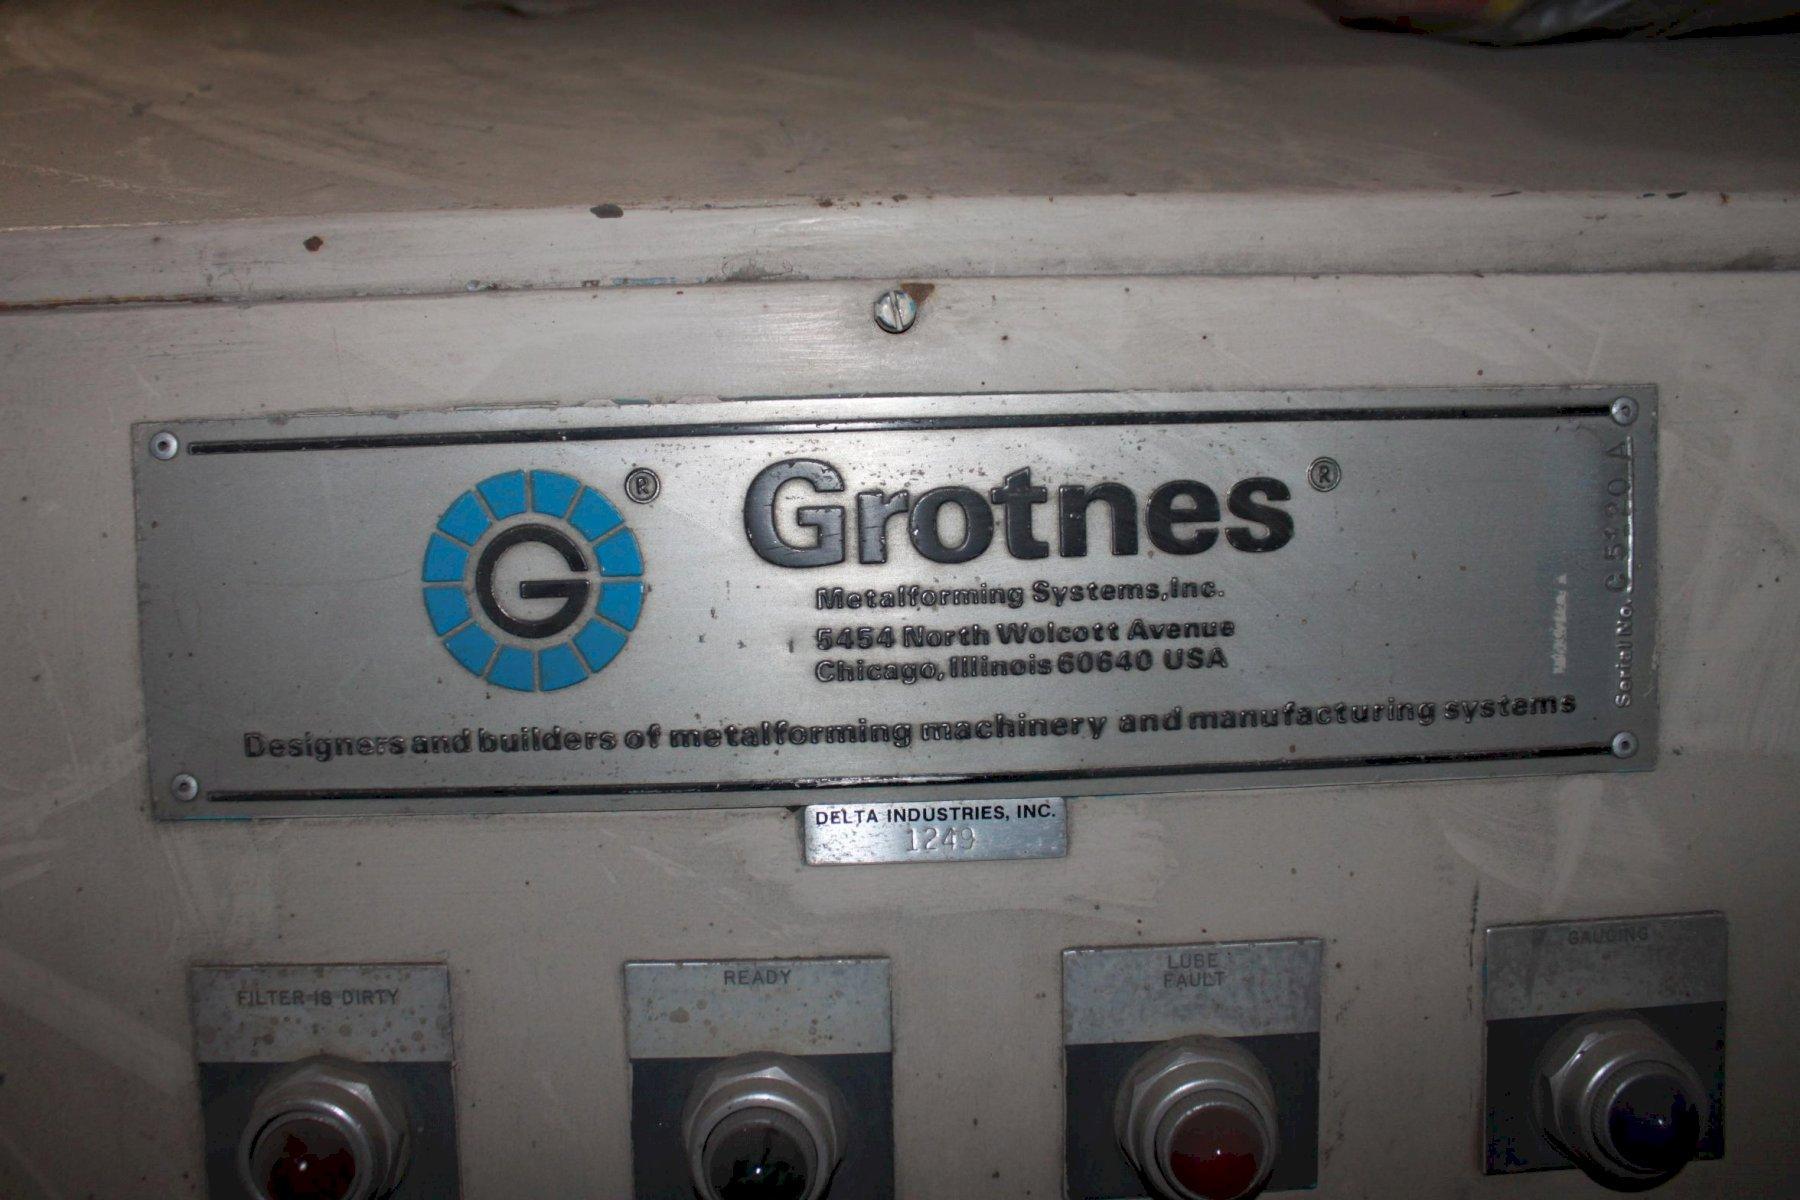 G ®
Grotnes ®
Metalforming Systems, Inc.
5454 North Wolcott Avenue
Chicago, Illinois 60640 USA
Designers and builders of metalforming machinery and manufacturing systems
Serial No. C 5120 A
DELTA INDUSTRIES, INC.
1249
FILTER IS DIRTY
READY
LUBE
FAULT
GAUGING